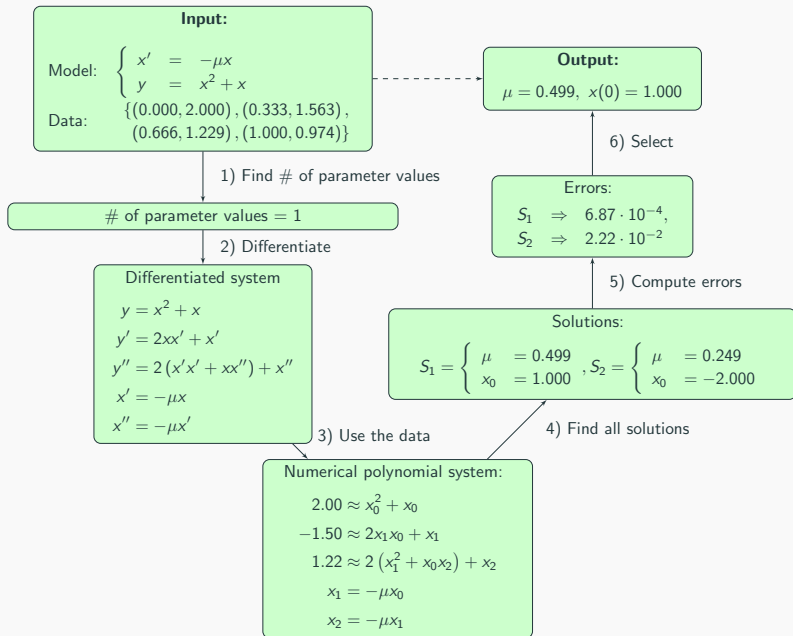 Input:
Model: { x′ = −μx
y = x² + x
Data: {(0.000, 2.000) , (0.333, 1.563) ,
(0.666, 1.229) , (1.000, 0.974)}
1) Find # of parameter values
# of parameter values = 1
2) Differentiate
Differentiated system
y = x² + x
y′ = 2xx′ + x′
y″ = 2 (x′x′ + xx″) + x″
x′ = −μx
x″ = −μx′
3) Use the data
Numerical polynomial system:
2.00 ≈ x₀² + x₀
−1.50 ≈ 2x₁x₀ + x₁
1.22 ≈ 2 (x₁² + x₀x₂) + x₂
x₁ = −μx₀
x₂ = −μx₁
4) Find all solutions
Solutions:
S₁ = { μ = 0.499 , S₂ = { μ = 0.249
x₀ = 1.000 x₀ = −2.000
5) Compute errors
Errors:
S₁ ⇒ 6.87 · 10⁻⁴,
S₂ ⇒ 2.22 · 10⁻²
6) Select
Output:
μ = 0.499, x(0) = 1.000